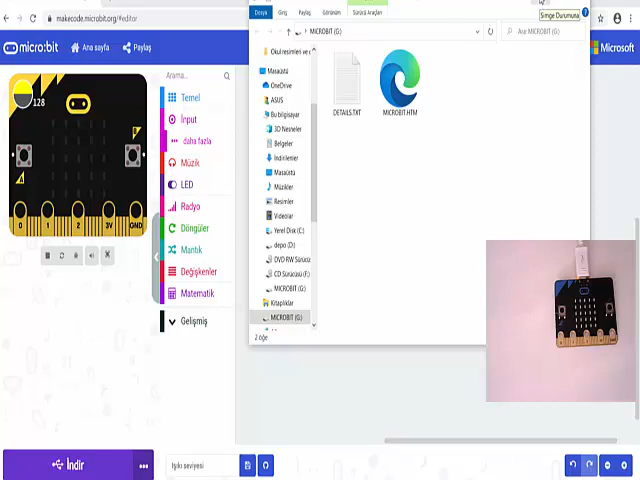 makecode.microbit.org/#editor
Dosya Giriş Paylaş Görünüm Sürücü Araçları
Simge Durumuna
MICROBIT (G:)
Ara: MICROBIT (G:)
micro:bit Ana sayfa Paylaş
Microsoft
128
B
A
0 1 2 3V GND
Arama...
Temel
Input
daha fazla
Müzik
LED
Radyo
Döngüler
Mantık
Değişkenler
Matematik
Gelişmiş
Okul resimleri ve
Masaüstü
OneDrive
ASUS
Bu bilgisayar
3D Nesneler
Belgeler
İndirilenler
Masaüstü
Müzikler
Resimler
Videolar
Yerel Disk (C:)
depo (D:)
DVD RW Sürücü
CD Sürücüsü (F:)
MICROBIT (G:)
Kitaplıklar
MICROBIT (G:)
DETAILS.TXT
MICROBIT.HTM
2 öğe
İndir
Işıkı seviyesi